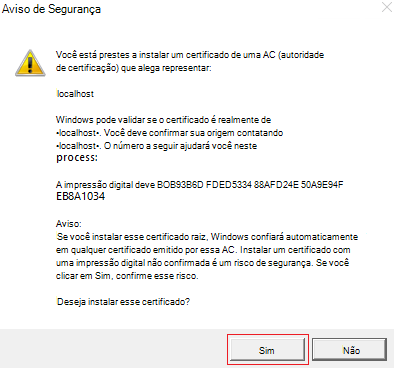 Aviso de Segurança
Você está prestes a instalar um certificado de uma AC (autoridade
de certificação) que alega representar:
localhost
Windows pode validar se o certificado é realmente de
«localhost». Você deve confirmar sua origem contatando
«localhost». O número a seguir ajudará você neste
process:
A impressão digital deve BOB93B6D FDED5334 88AFD24E 50A9E94F
EB8A1034
Aviso:
Se você instalar esse certificado raiz, Windows confiará automaticamente
em qualquer certificado emitido por essa AC. Instalar um certificado com
uma impressão digital não confirmada é um risco de segurança. Se você
clicar em Sim, confirme esse risco.
Deseja instalar esse certificado?
Sim
Não